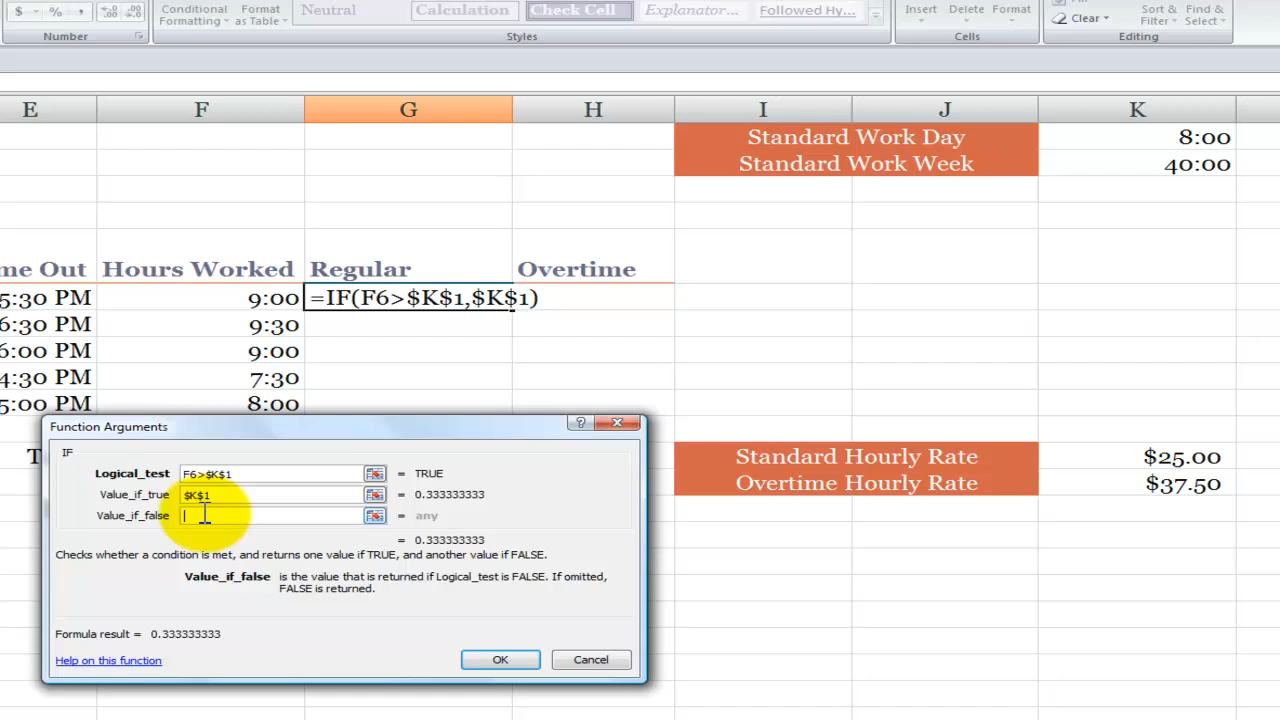 $ % , .00 .00
Conditional Formatting Format as Table Neutral Calculation Check Cell Explanator... Followed Hy... Insert Delete Format Clear Sort & Filter Find & Select
Number Styles Cells Editing
E F G H I J K
Standard Work Day 8:00
Standard Work Week 40:00
me Out Hours Worked Regular Overtime
5:30 PM 9:00 =IF(F6>$K$1,$K$1)
6:30 PM 9:30
6:00 PM 9:00
4:30 PM 7:30
5:00 PM 8:00
T
Standard Hourly Rate $25.00
Overtime Hourly Rate $37.50
Function Arguments ?
IF
Logical_test F6>$K$1 = TRUE
Value_if_true $K$1 = 0.333333333
Value_if_false = any
= 0.333333333
Checks whether a condition is met, and returns one value if TRUE, and another value if FALSE.
Value_if_false is the value that is returned if Logical_test is FALSE. If omitted,
FALSE is returned.
Formula result = 0.333333333
Help on this function OK Cancel